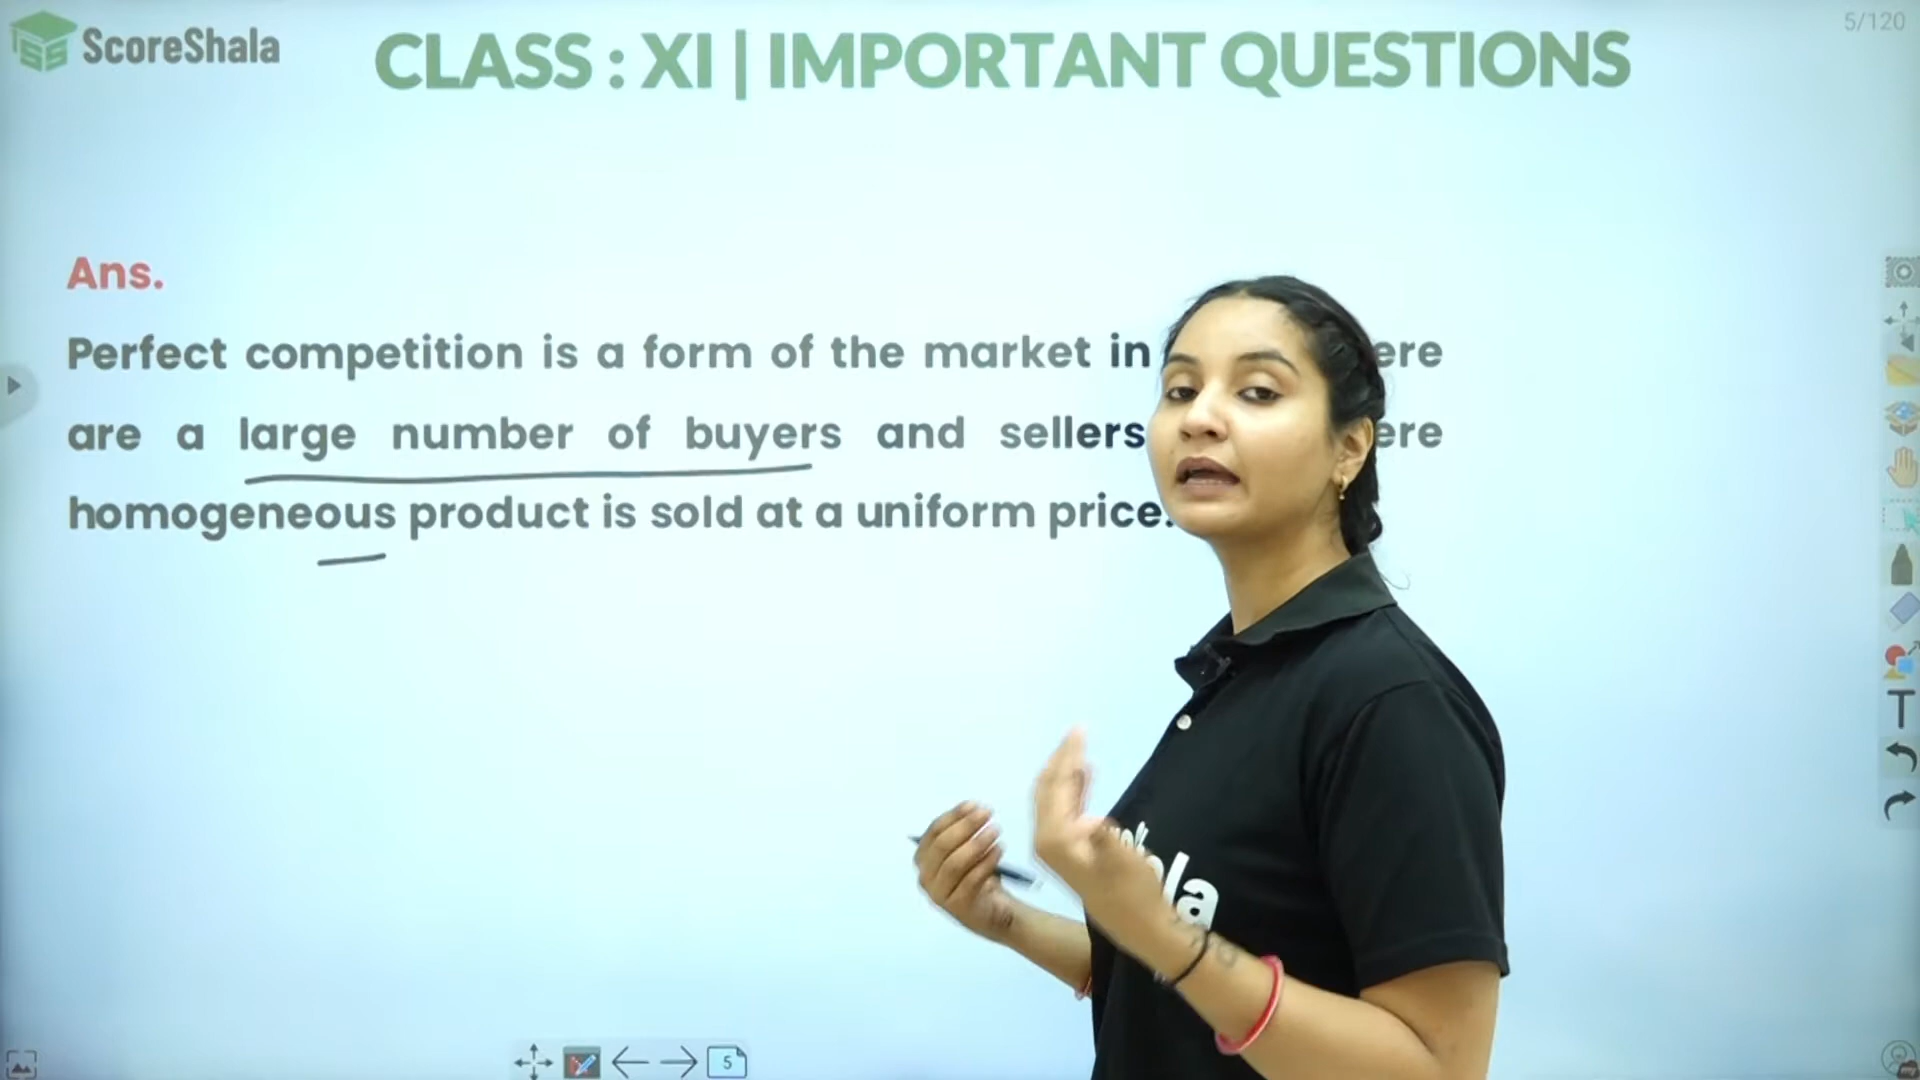 ScoreShala
CLASS : XI | IMPORTANT QUESTIONS
5/120
Ans.
Perfect competition is a form of the market in ere
are a large number of buyers and sellers ere
homogeneous product is sold at a uniform price.
la
5